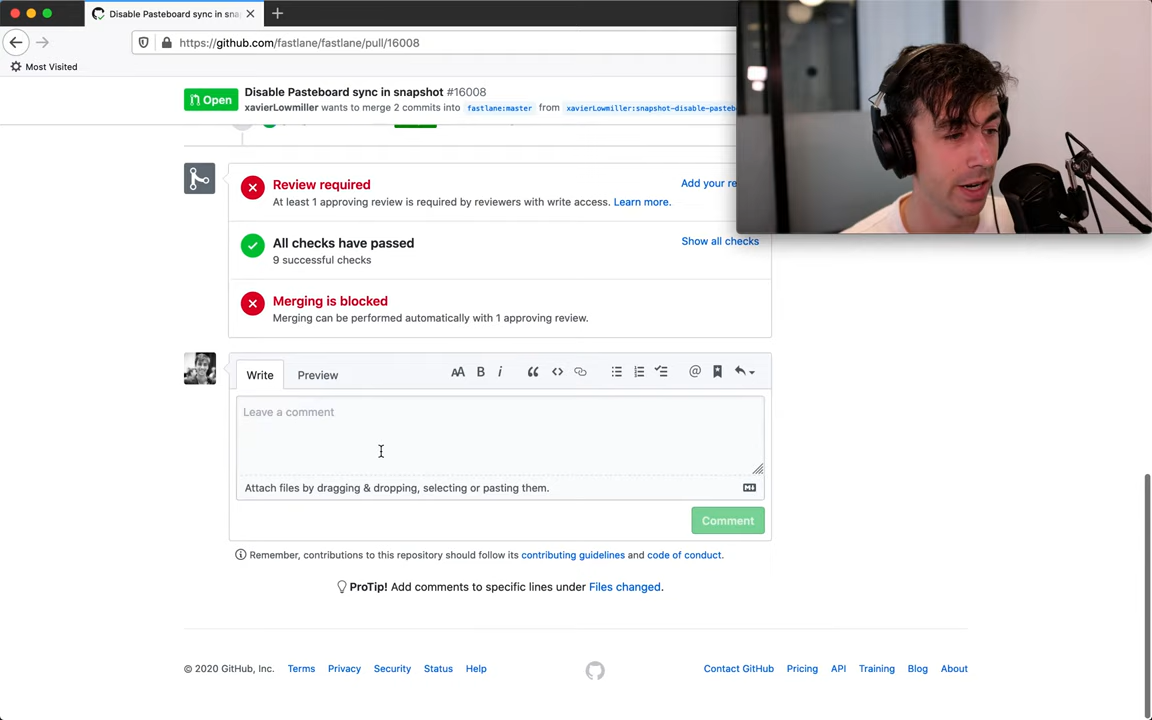 Disable Pasteboard sync in sna
https://github.com/fastlane/fastlane/pull/16008
Most Visited
Open
Disable Pasteboard sync in snapshot #16008
xavierLowmiller wants to merge 2 commits into fastlane:master from xavierLowmiller:snapshot-disable-pasteb
Review required
Add your re
At least 1 approving review is required by reviewers with write access. Learn more.
All checks have passed
Show all checks
9 successful checks
Merging is blocked
Merging can be performed automatically with 1 approving review.
Write
Preview
AA B i
Leave a comment
Attach files by dragging & dropping, selecting or pasting them.
Comment
Remember, contributions to this repository should follow its contributing guidelines and code of conduct.
ProTip! Add comments to specific lines under Files changed.
© 2020 GitHub, Inc. Terms Privacy Security Status Help
Contact GitHub Pricing API Training Blog About